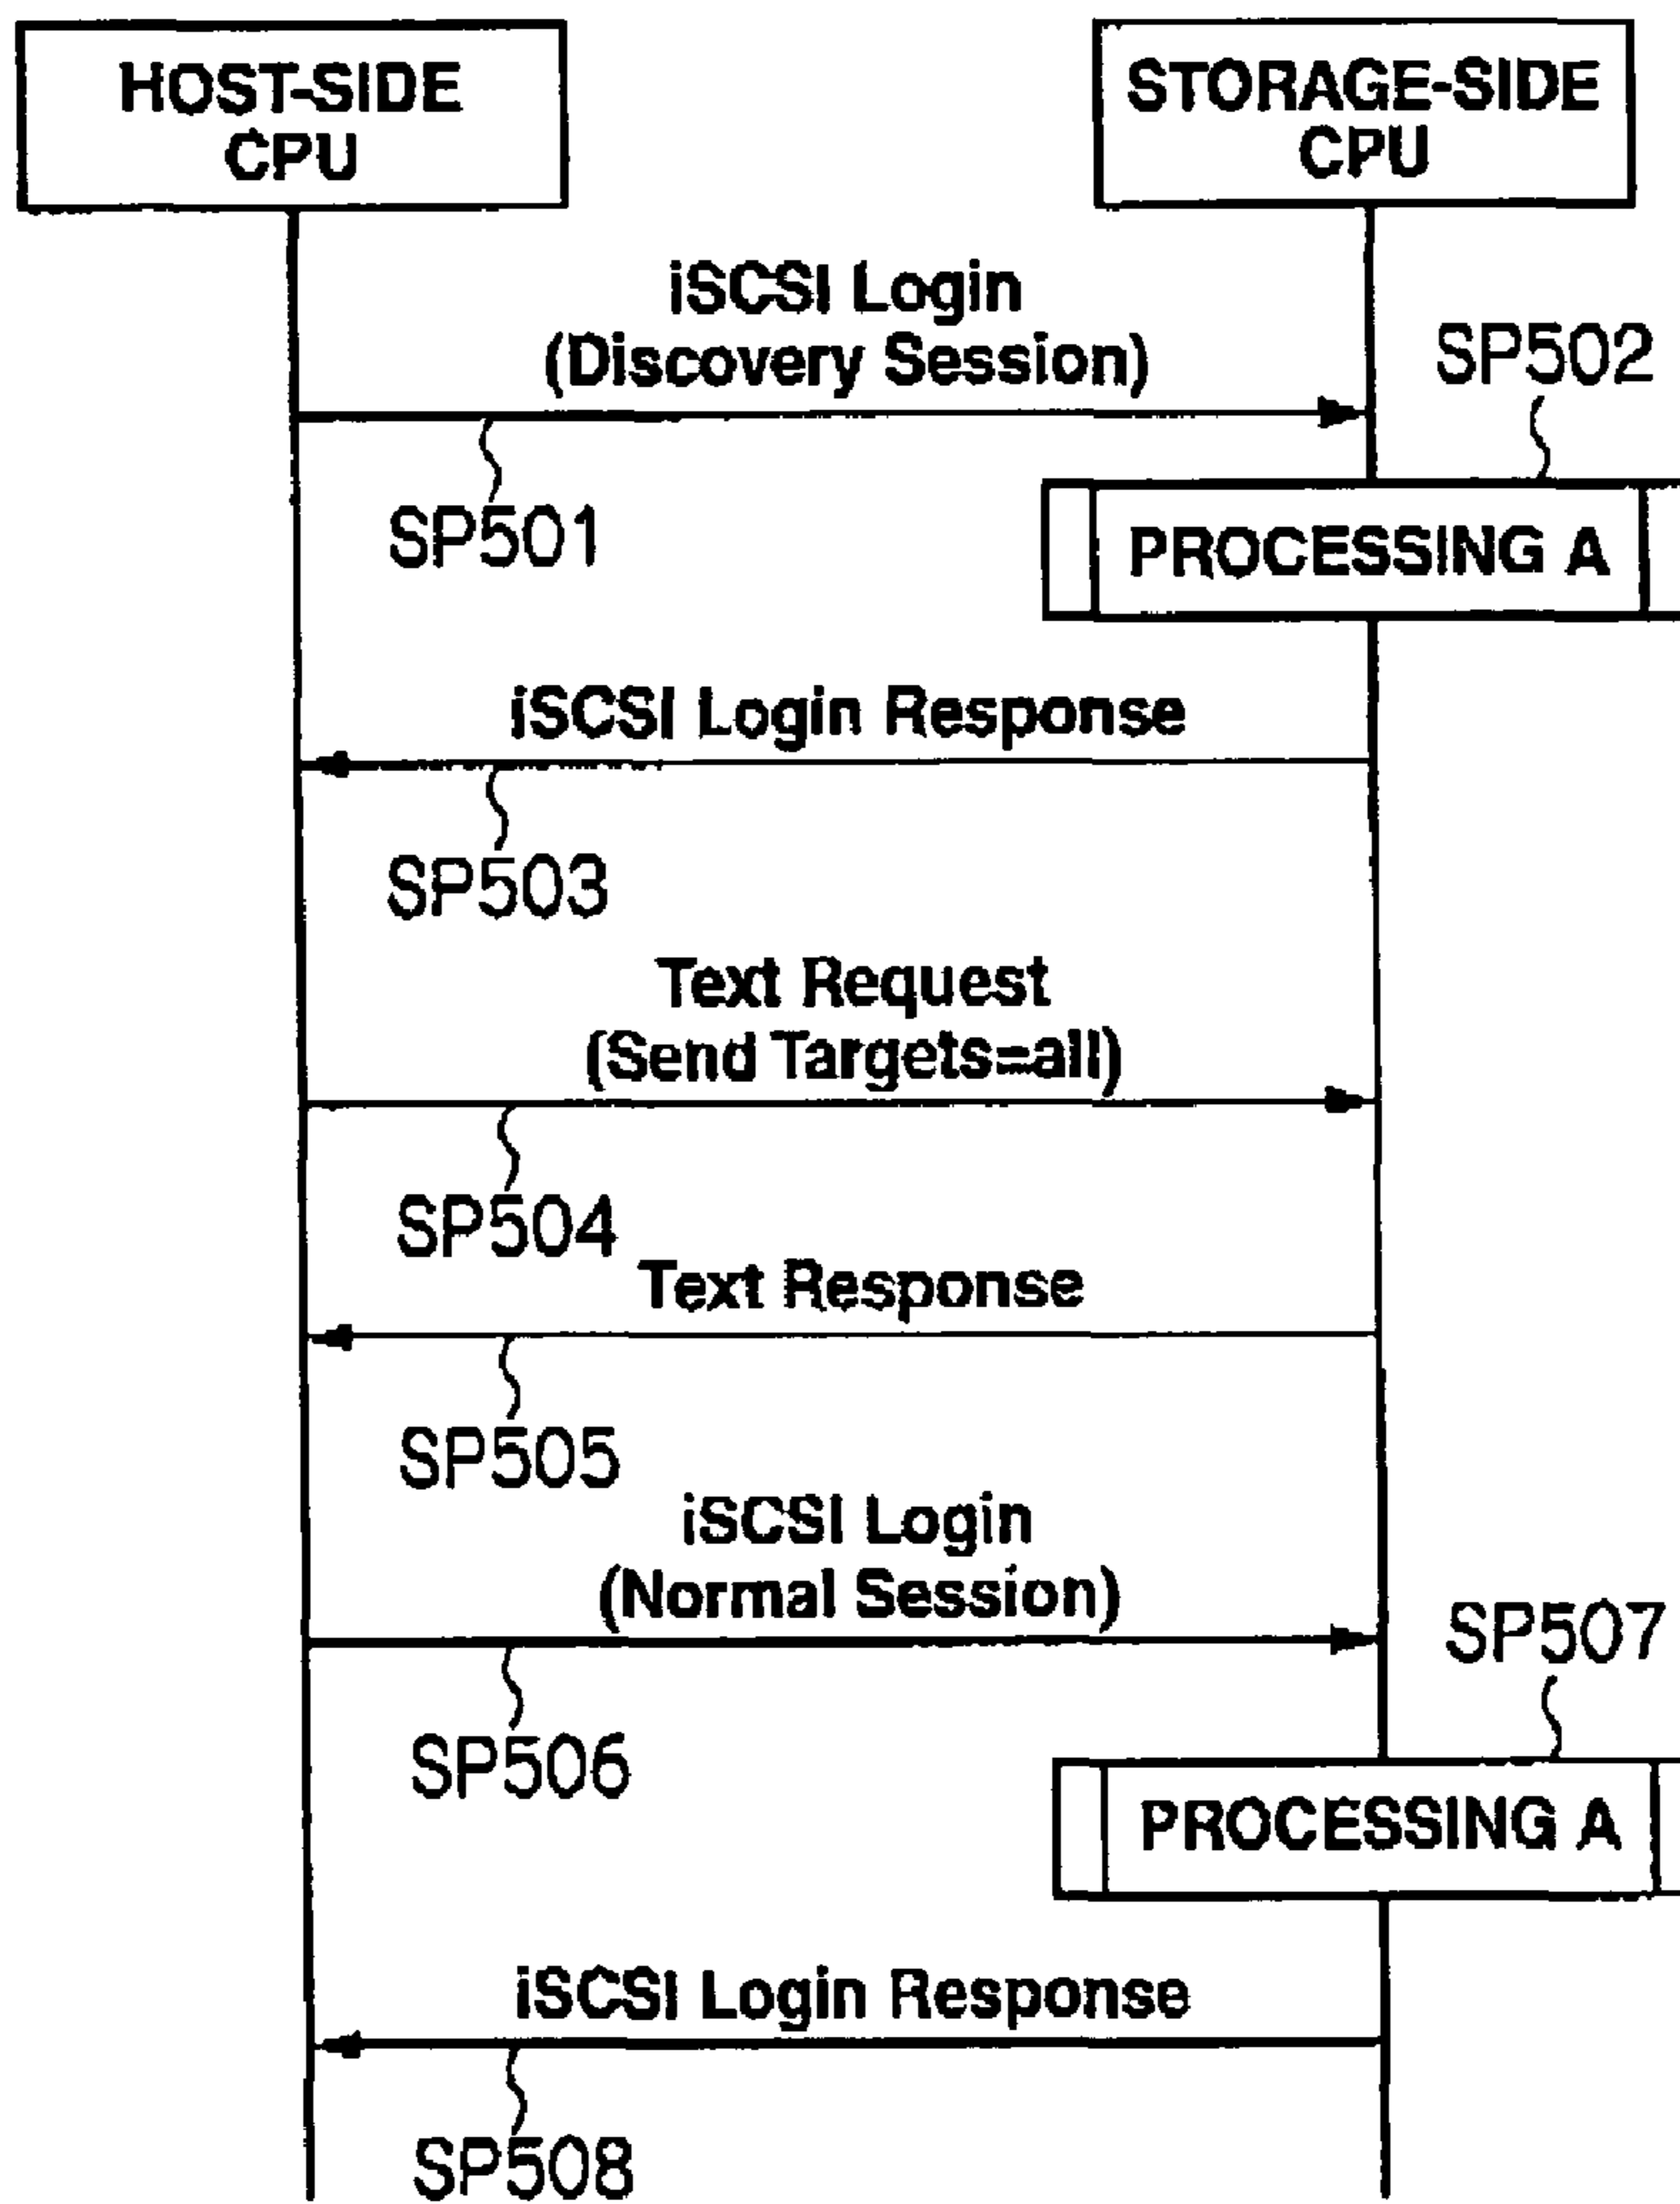 HOST-SIDE
CPU
STORAGE-SIDE
CPU
iSCSI Login
(Discovery Session)
SP501
SP502
PROCESSING A
iSCSI Login Response
SP503
Text Request
(Send Targets=all)
SP504
Text Response
SP505
iSCSI Login
(Normal Session)
SP506
SP507
PROCESSING A
iSCSI Login Response
SP508